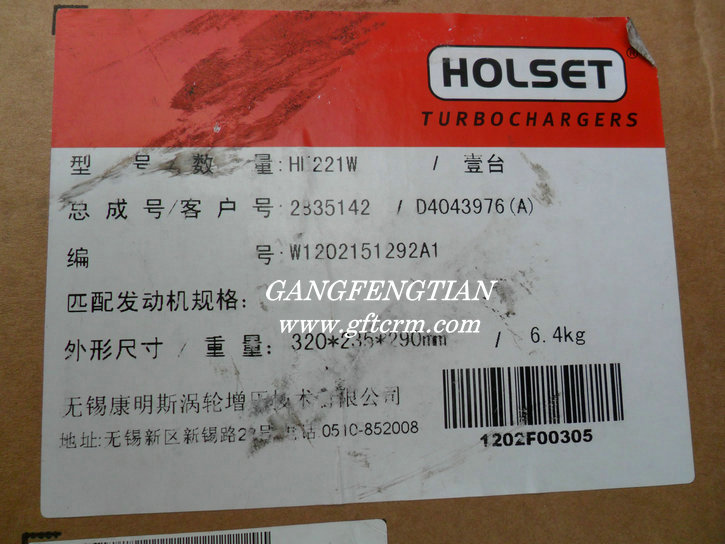 HOLSET
®
TURBOCHARGERS
型 号/数 量: 221W / 壹台
总成号/客户号: 2835142 / D4043976(A)
编 号: W1202151292A1
GANGFENGTIAN
匹配发动机规格:
www.gftcrm.com
外形尺寸 / 重量: 320*235*290mm / 6.4kg
无锡康明斯涡轮增压技术有限公司
地址:无锡新区新锡路 号 电话 0510-852008
1202F00305